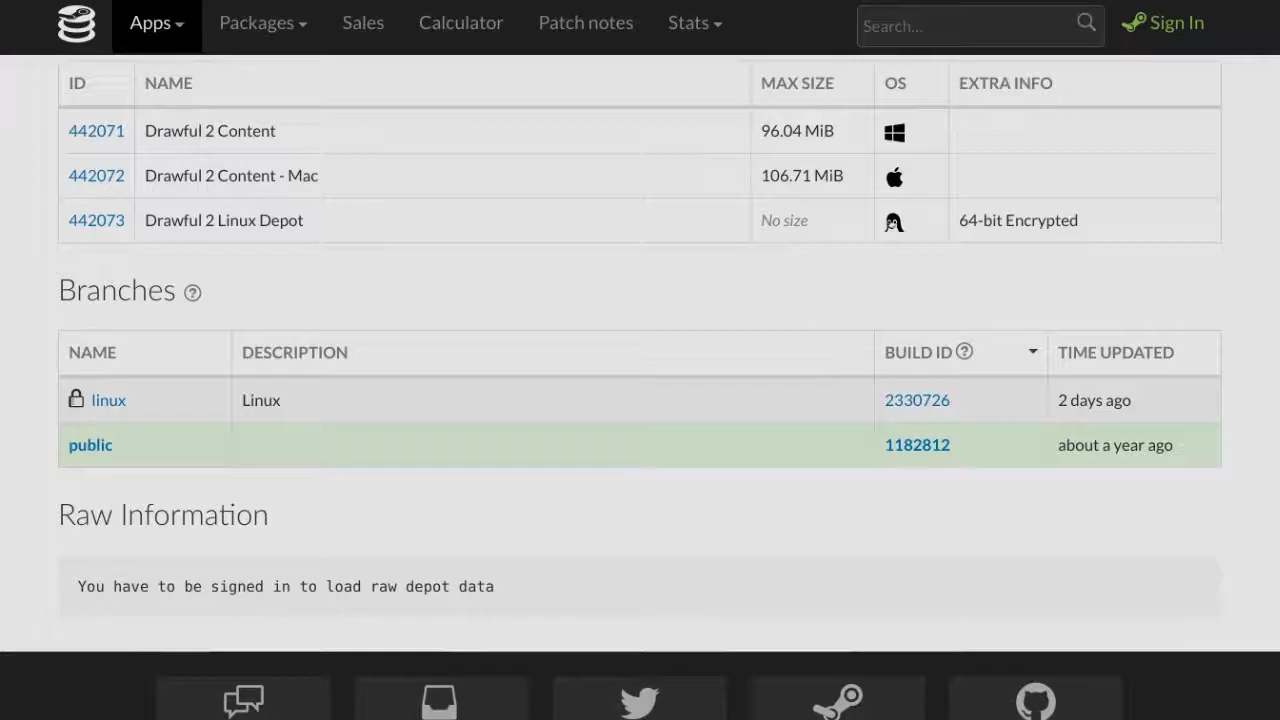 Apps Packages Sales Calculator Patch notes Stats Search... Sign In
ID NAME MAX SIZE OS EXTRA INFO
442071 Drawful 2 Content 96.04 MiB
442072 Drawful 2 Content - Mac 106.71 MiB
442073 Drawful 2 Linux Depot No size 64-bit Encrypted
Branches ?
NAME DESCRIPTION BUILD ID ? TIME UPDATED
linux Linux 2330726 2 days ago
public 1182812 about a year ago
Raw Information
You have to be signed in to load raw depot data